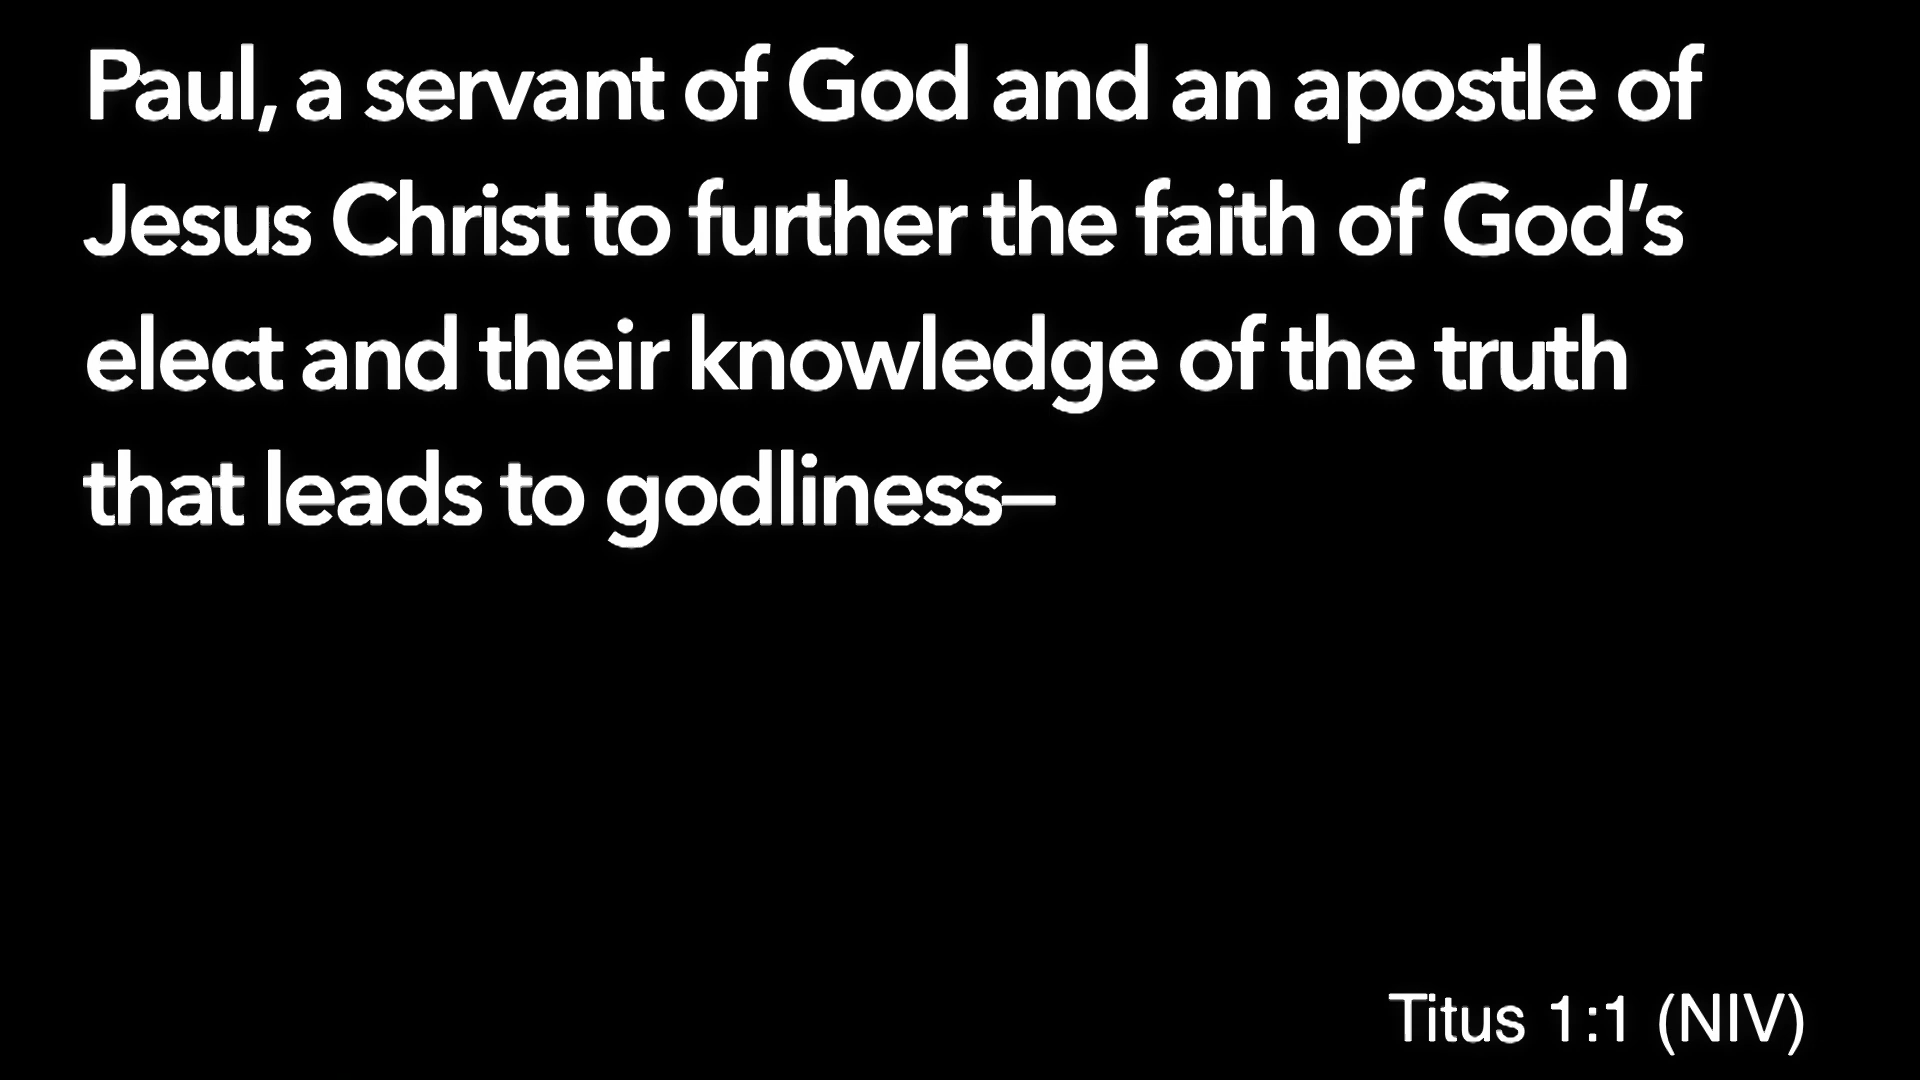 Paul, a servant of God and an apostle of
Jesus Christ to further the faith of God’s
elect and their knowledge of the truth
that leads to godliness—
Titus 1:1 (NIV)